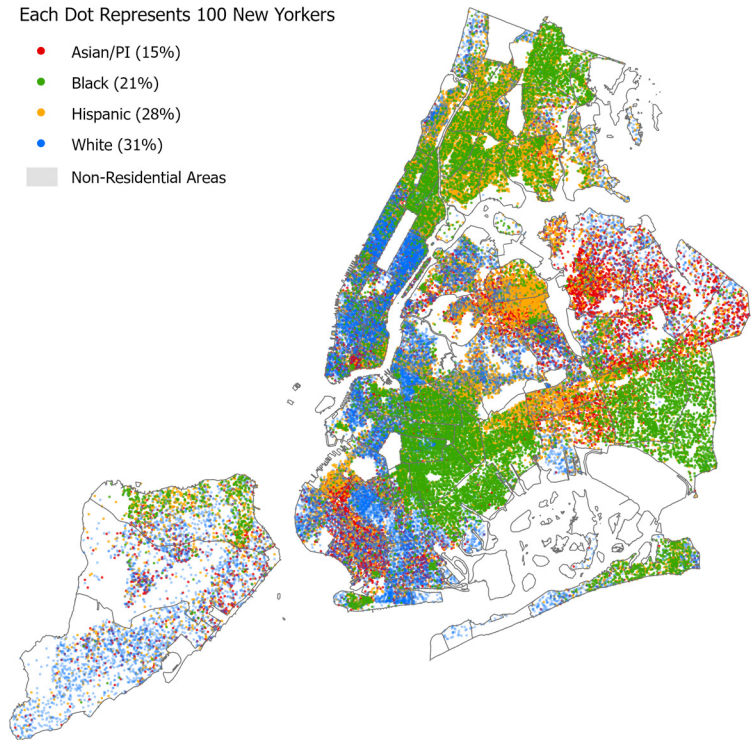 Each Dot Represents 100 New Yorkers
Asian/PI (15%)
Black (21%)
Hispanic (28%)
White (31%)
Non-Residential Areas